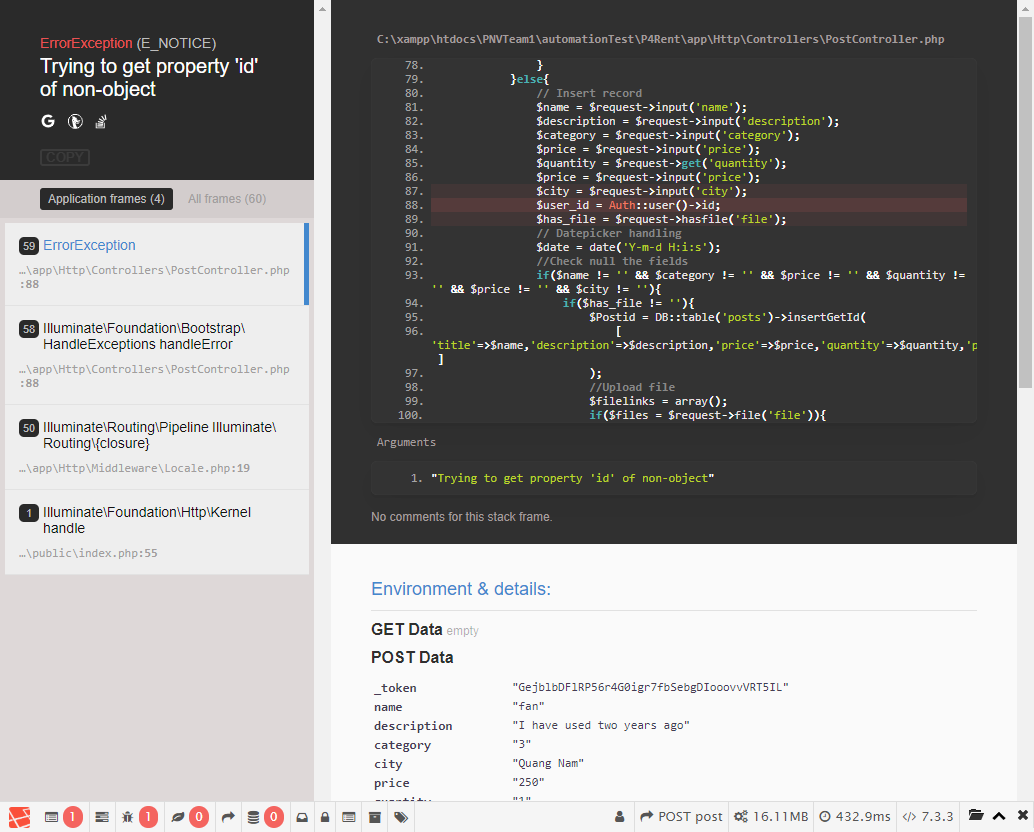 ErrorException (E_NOTICE)
Trying to get property 'id'
of non-object
COPY
Application frames (4) All frames (60)
59 ErrorException
…\app\Http\Controllers\PostController.php
:88
58 Illuminate\Foundation\Bootstrap\
HandleExceptions handleError
…\app\Http\Controllers\PostController.php
:88
50 Illuminate\Routing\Pipeline Illuminate\
Routing\{closure}
…\app\Http\Middleware\Locale.php:19
1 Illuminate\Foundation\Http\Kernel
handle
…\public\index.php:55
C:\xampp\htdocs\PNVTeam1\automationTest\P4Rent\app\Http\Controllers\PostController.php
78. }
79. }else{
80. // Insert record
81. $name = $request->input('name');
82. $description = $request->input('description');
83. $category = $request->input('category');
84. $price = $request->input('price');
85. $quantity = $request->get('quantity');
86. $price = $request->input('price');
87. $city = $request->input('city');
88. $user_id = Auth::user()->id;
89. $has_file = $request->hasfile('file');
90. // Datepicker handling
91. $date = date('Y-m-d H:i:s');
92. //Check null the fields
93. if($name != '' && $category != '' && $price != '' && $quantity !=
'' && $price != '' && $city != ''){
94. if($has_file != ''){
95. $Postid = DB::table('posts')->insertGetId(
96. [
'title'=>$name,'description'=>$description,'price'=>$price,'quantity'=>$quantity,'p
]
97. );
98. //Upload file
99. $filelinks = array();
100. if($files = $request->file('file')){
Arguments
1. "Trying to get property 'id' of non-object"
No comments for this stack frame.
Environment & details:
GET Data empty
POST Data
_token "GejblbDFlRP56r4G0igr7fbSebgDIooovvVRT5IL"
name "fan"
description "I have used two years ago"
category "3"
city "Quang Nam"
price "250"
quantity "1"
1 1 0 0 POST post 16.11MB 432.9ms </> 7.3.3